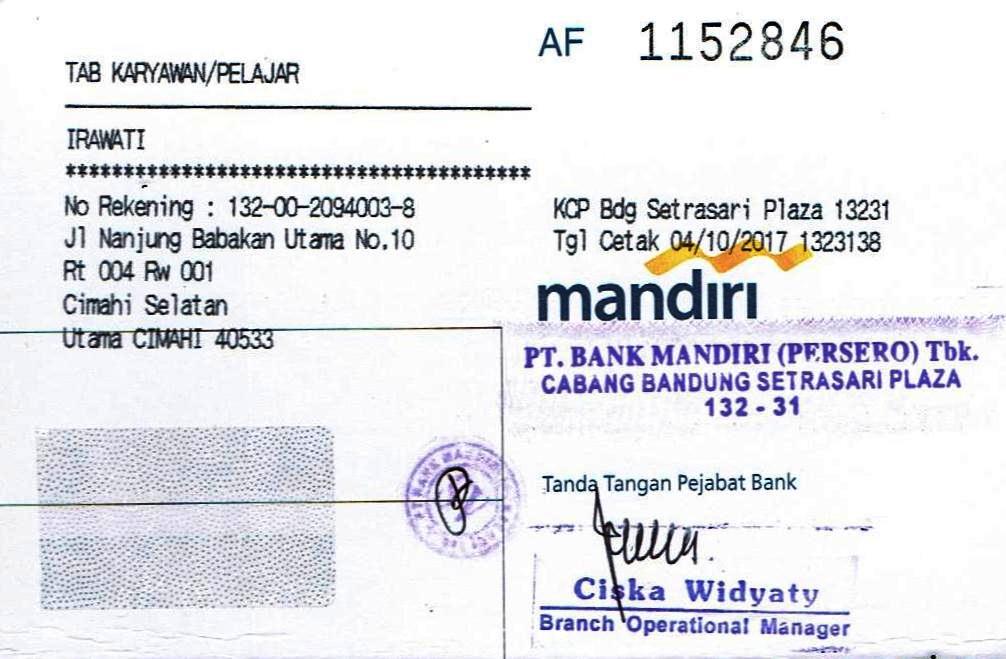 AF 1152846
TAB KARYAWAN/PELAJAR
IRAWATI
******************************************
No Rekening : 132-00-2094003-8
Jl Nanjung Babakan Utama No.10
Rt 004 Rw 001
Cimahi Selatan
Utama CIMAHI 40533
KCP Bdg Setrasari Plaza 13231
Tgl Cetak 04/10/2017 1323138
mandiri
PT. BANK MANDIRI (PERSERO) Tbk.
CABANG BANDUNG SETRASARI PLAZA
132 - 31
BANK MANDIRI
Tanda Tangan Pejabat Bank
Ciska Widyaty
Branch Operational Manager